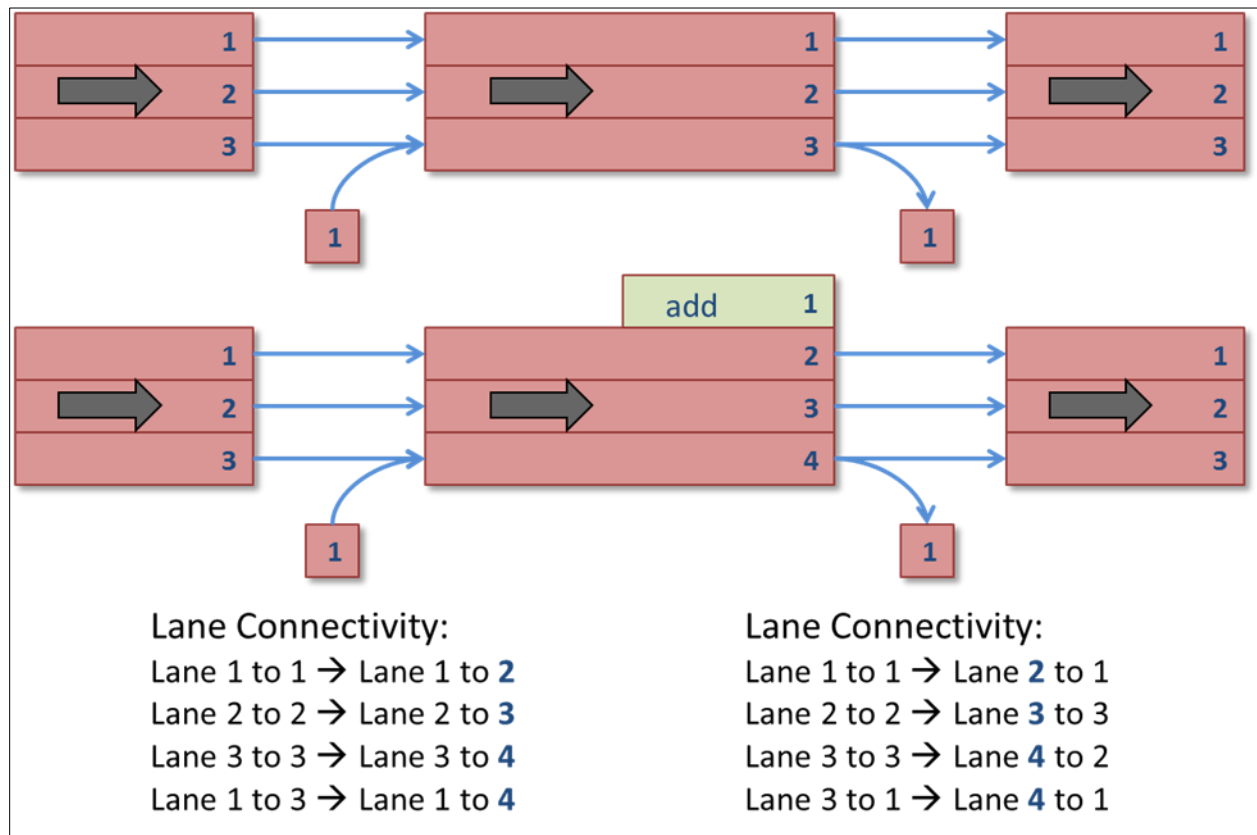 1 1 1
2 2 2
3 3 3
1 1
add 1
1 2 1
2 3 2
3 4 3
1 1
Lane Connectivity:
Lane 1 to 1 → Lane 1 to 2
Lane 2 to 2 → Lane 2 to 3
Lane 3 to 3 → Lane 3 to 4
Lane 1 to 3 → Lane 1 to 4
Lane Connectivity:
Lane 1 to 1 → Lane 2 to 1
Lane 2 to 2 → Lane 3 to 3
Lane 3 to 3 → Lane 4 to 2
Lane 3 to 1 → Lane 4 to 1